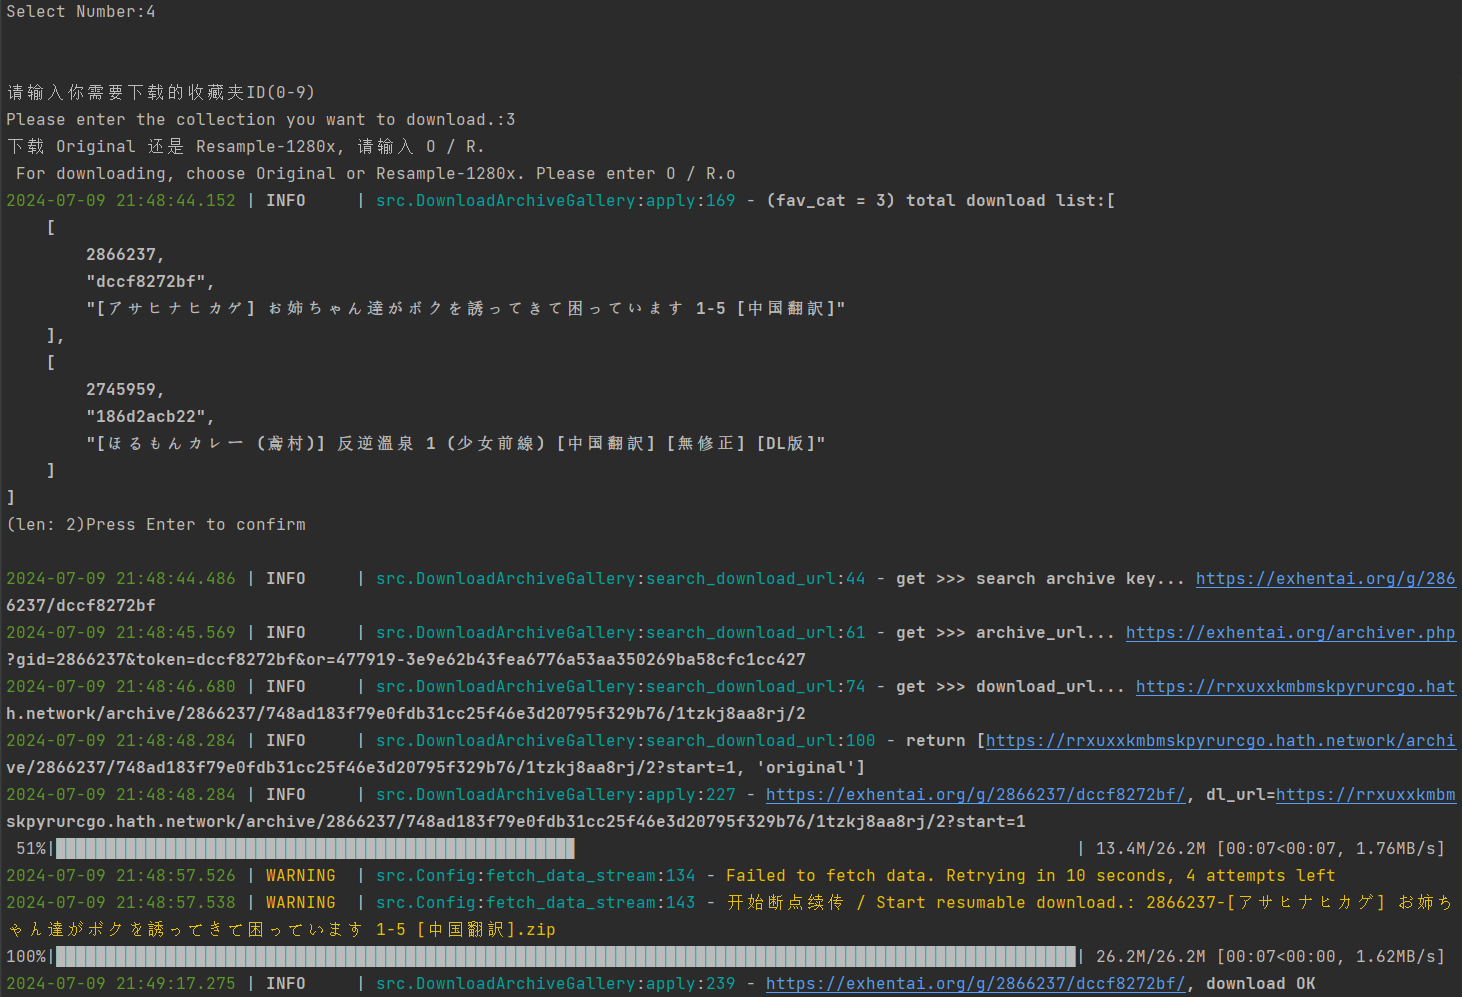 Select Number:4
请输入你需要下载的收藏夹ID(0-9)
Please enter the collection you want to download.:3
下载 Original 还是 Resample-1280x, 请输入 O / R.
 For downloading, choose Original or Resample-1280x. Please enter O / R.o
2024-07-09 21:48:44.152 | INFO     | src.DownloadArchiveGallery:apply:169 - (fav_cat = 3) total download list:[
    [
        2866237,
        "dccf8272bf",
        "[アサヒナヒカゲ] お姉ちゃん達がボクを誘ってきて困っています 1-5 [中国翻訳]"
    ],
    [
        2745959,
        "186d2acb22",
        "[ほるもんカレー (鳶村)] 反逆溫泉 1 (少女前線) [中国翻訳] [無修正] [DL版]"
    ]
]
(len: 2)Press Enter to confirm
2024-07-09 21:48:44.486 | INFO     | src.DownloadArchiveGallery:search_download_url:44 - get >>> search archive key... https://exhentai.org/g/286
6237/dccf8272bf
2024-07-09 21:48:45.569 | INFO     | src.DownloadArchiveGallery:search_download_url:61 - get >>> archive_url... https://exhentai.org/archiver.php
?gid=2866237&token=dccf8272bf&or=477919-3e9e62b43fea6776a53aa350269ba58cfc1cc427
2024-07-09 21:48:46.680 | INFO     | src.DownloadArchiveGallery:search_download_url:74 - get >>> download_url... https://rrxuxxkmbmskpyrurcgo.hat
h.network/archive/2866237/748ad183f79e0fdb31cc25f46e3d20795f329b76/1tzkj8aa8rj/2
2024-07-09 21:48:48.284 | INFO     | src.DownloadArchiveGallery:search_download_url:100 - return [https://rrxuxxkmbmskpyrurcgo.hath.network/archi
ve/2866237/748ad183f79e0fdb31cc25f46e3d20795f329b76/1tzkj8aa8rj/2?start=1, 'original']
2024-07-09 21:48:48.284 | INFO     | src.DownloadArchiveGallery:apply:227 - https://exhentai.org/g/2866237/dccf8272bf/, dl_url=https://rrxuxxkmbm
skpyrurcgo.hath.network/archive/2866237/748ad183f79e0fdb31cc25f46e3d20795f329b76/1tzkj8aa8rj/2?start=1
 51%| | 13.4M/26.2M [00:07<00:07, 1.76MB/s]
2024-07-09 21:48:57.526 | WARNING  | src.Config:fetch_data_stream:134 - Failed to fetch data. Retrying in 10 seconds, 4 attempts left
2024-07-09 21:48:57.538 | WARNING  | src.Config:fetch_data_stream:143 - 开始断点续传 / Start resumable download.: 2866237-[アサヒナヒカゲ] お姉ち
ゃん達がボクを誘ってきて困っています 1-5 [中国翻訳].zip
100%| | 26.2M/26.2M [00:07<00:00, 1.62MB/s]
2024-07-09 21:49:17.275 | INFO     | src.DownloadArchiveGallery:apply:239 - https://exhentai.org/g/2866237/dccf8272bf/, download OK